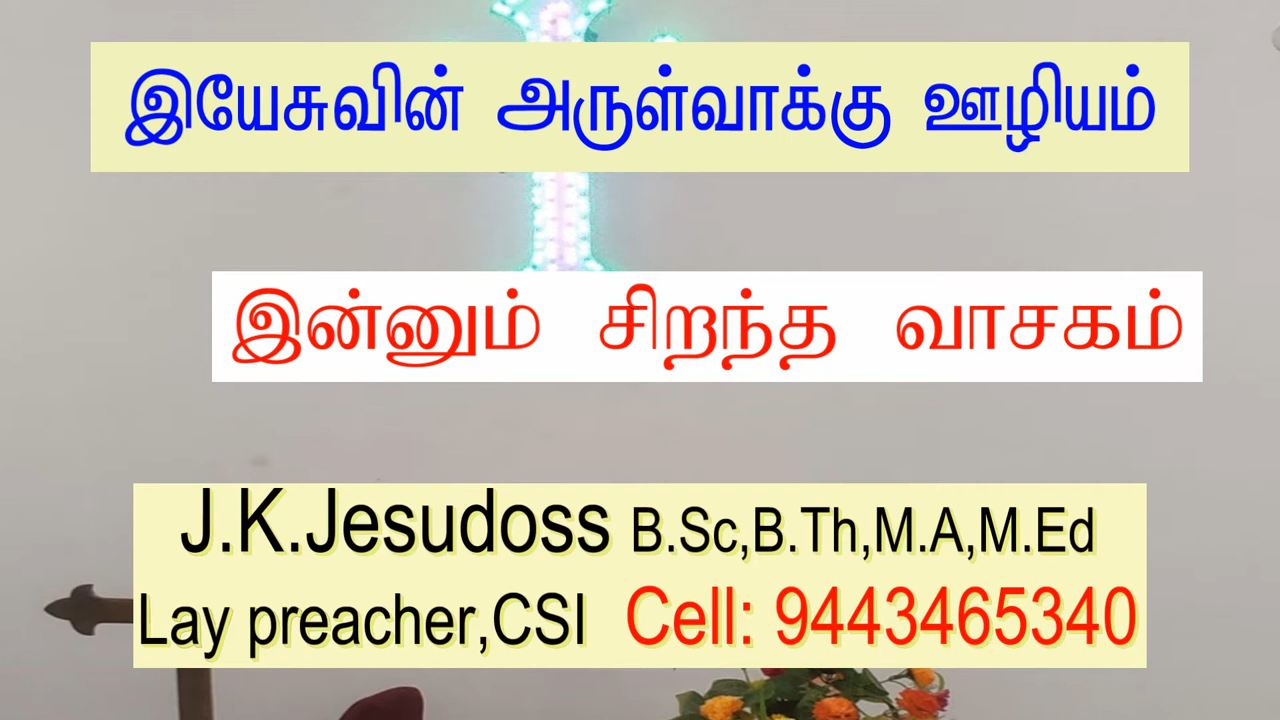 இயேசுவின் அருள்வாக்கு ஊழியம்
இன்னும் சிறந்த வாசகம்
J.K.Jesudoss B.Sc,B.Th,M.A,M.Ed
Lay preacher,CSI Cell: 9443465340